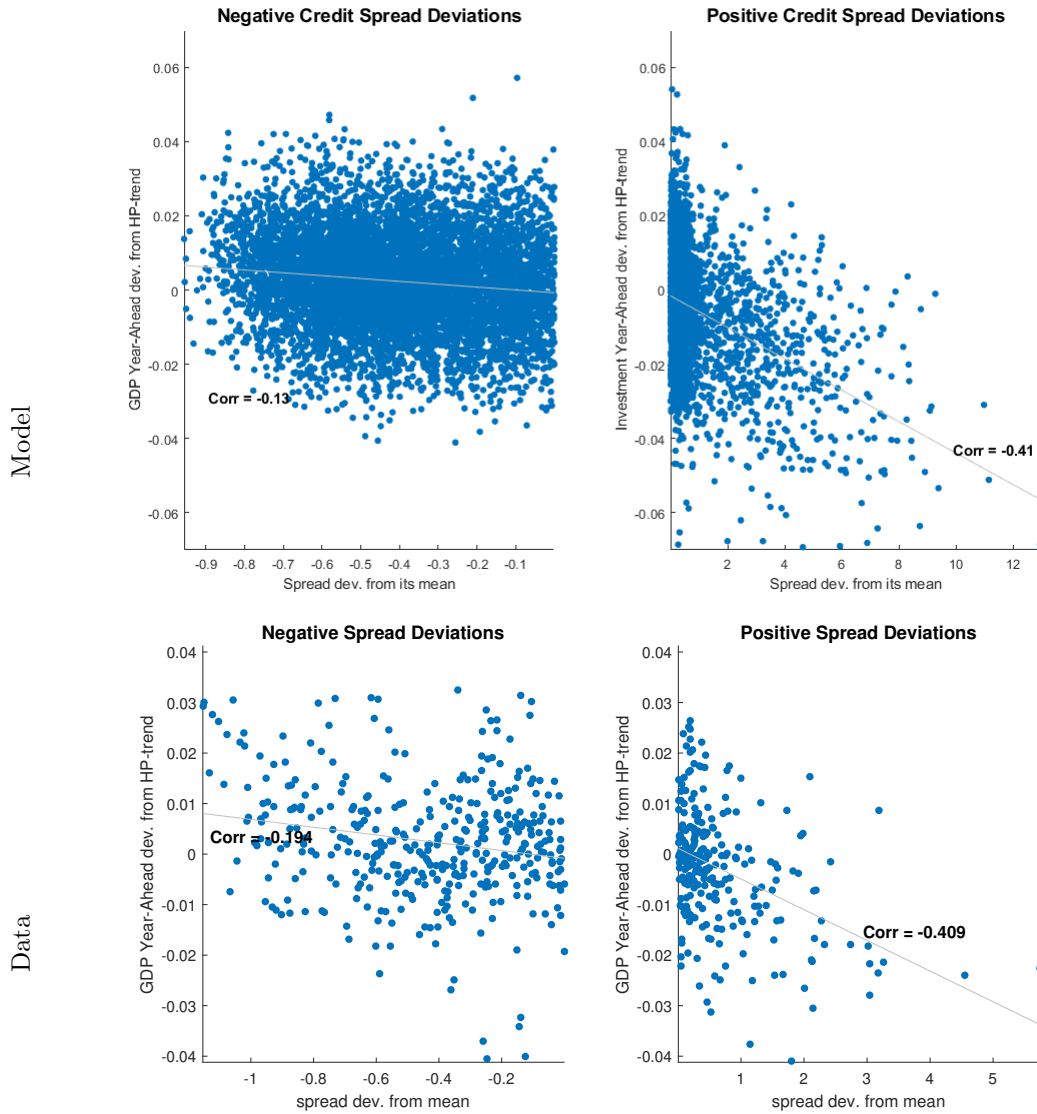 Negative Credit Spread Deviations
GDP Year-Ahead dev. from HP-trend
0.06
0.04
0.02
0
-0.02
-0.04
-0.06
Corr = -0.13
-0.9 -0.8 -0.7 -0.6 -0.5 -0.4 -0.3 -0.2 -0.1
Spread dev. from its mean
Positive Credit Spread Deviations
Investment Year-Ahead dev. from HP-trend
0.06
0.04
0.02
0
-0.02
-0.04
-0.06
Corr = -0.41
2 4 6 8 10 12
Spread dev. from its mean
Model
Negative Spread Deviations
GDP Year-Ahead dev. from HP-trend
0.04
0.03
0.02
0.01
0
-0.01
-0.02
-0.03
-0.04
Corr = -0.194
-1 -0.8 -0.6 -0.4 -0.2
spread dev. from mean
Positive Spread Deviations
GDP Year-Ahead dev. from HP-trend
0.04
0.03
0.02
0.01
0
-0.01
-0.02
-0.03
-0.04
Corr = -0.409
1 2 3 4 5
spread dev. from mean
Data